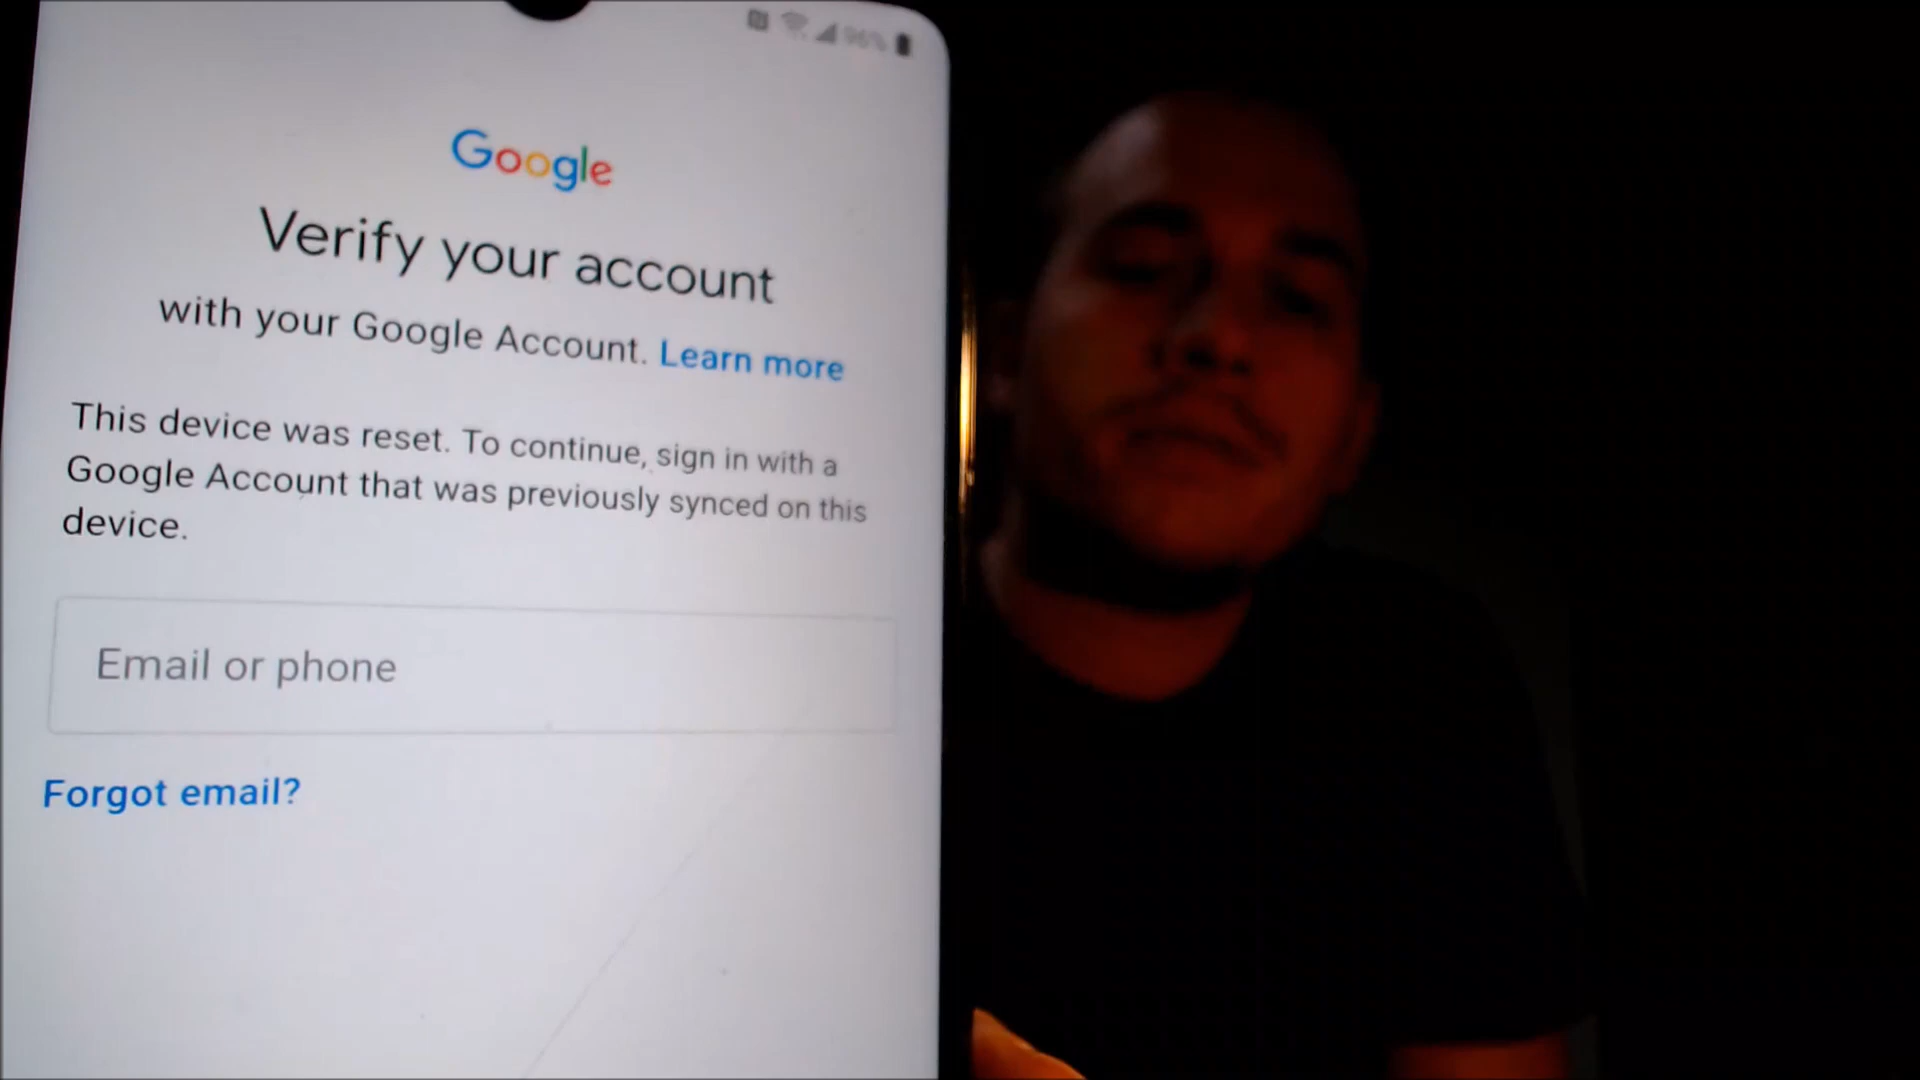 96%
Google
Verify your account
with your Google Account. Learn more
This device was reset. To continue, sign in with a
Google Account that was previously synced on this
device.
Email or phone
Forgot email?